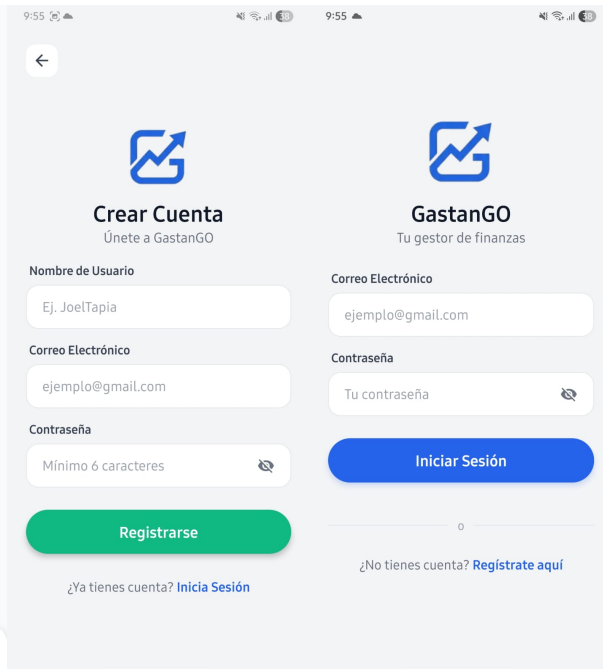 9:55
38
Crear Cuenta
Únete a GastanGO
Nombre de Usuario
Ej. JoelTapia
Correo Electrónico
ejemplo@gmail.com
Contraseña
Mínimo 6 caracteres
Registrarse
¿Ya tienes cuenta? Inicia Sesión
9:55
38
GastanGO
Tu gestor de finanzas
Correo Electrónico
ejemplo@gmail.com
Contraseña
Tu contraseña
Iniciar Sesión
o
¿No tienes cuenta? Regístrate aquí